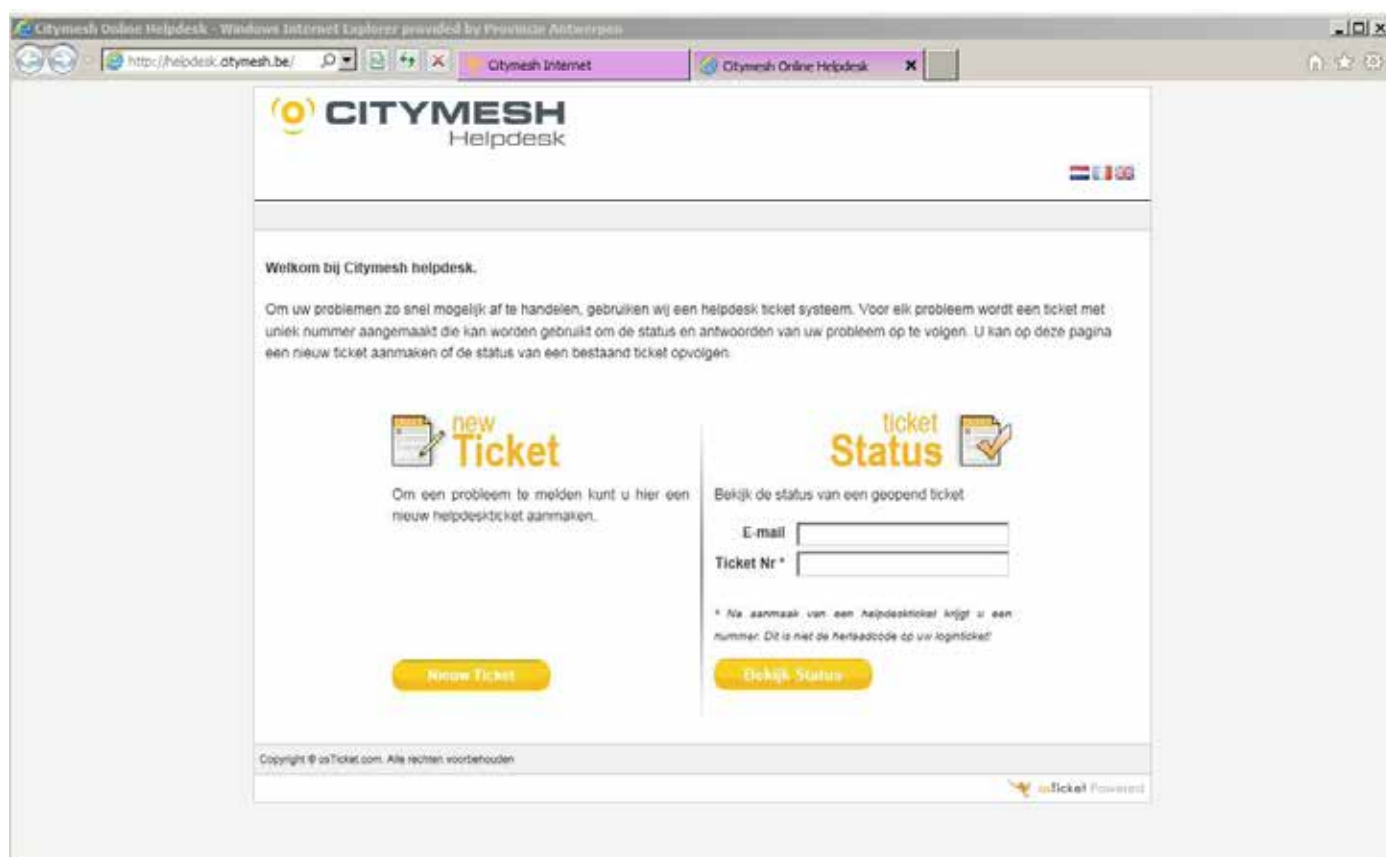 Citymesh Online Helpdesk - Windows Internet Explorer provided by Provincie Antwerpen
http://helpdesk.citymesh.be/
Citymesh Internet
Citymesh Online Helpdesk
CITYMESH
Helpdesk
Welkom bij Citymesh helpdesk.
Om uw problemen zo snel mogelijk af te handelen, gebruiken wij een helpdesk ticket systeem. Voor elk probleem wordt een ticket met
uniek nummer aangemaakt die kan worden gebruikt om de status en antwoorden van uw probleem op te volgen. U kan op deze pagina
een nieuw ticket aanmaken of de status van een bestaand ticket opvolgen.
new
Ticket
Om een probleem te melden kunt u hier een
nieuw helpdeskticket aanmaken.
Nieuw Ticket
ticket
Status
Bekijk de status van een geopend ticket
E-mail
Ticket Nr *
* Na aanmaak van een helpdeskticket krijgt u een
nummer. Dit is niet de herlaadcode op uw loginticket!
Bekijk Status
Copyright © osTicket.com. Alle rechten voorbehouden
osTicket Powered